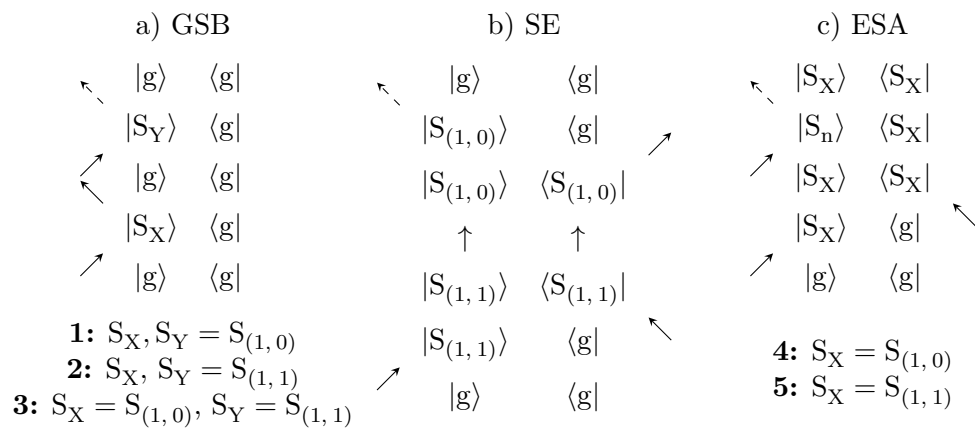 a) GSB
|g⟩ ⟨g|
|S_Y⟩ ⟨g|
|g⟩ ⟨g|
|S_X⟩ ⟨g|
|g⟩ ⟨g|
1: S_X, S_Y = S_(1, 0)
2: S_X, S_Y = S_(1, 1)
3: S_X = S_(1, 0), S_Y = S_(1, 1)
b) SE
|g⟩ ⟨g|
|S_(1, 0)⟩ ⟨g|
|S_(1, 0)⟩ ⟨S_(1, 0)|
|S_(1, 1)⟩ ⟨S_(1, 1)|
|S_(1, 1)⟩ ⟨g|
|g⟩ ⟨g|
c) ESA
|S_X⟩ ⟨S_X|
|S_n⟩ ⟨S_X|
|S_X⟩ ⟨S_X|
|S_X⟩ ⟨g|
|g⟩ ⟨g|
4: S_X = S_(1, 0)
5: S_X = S_(1, 1)